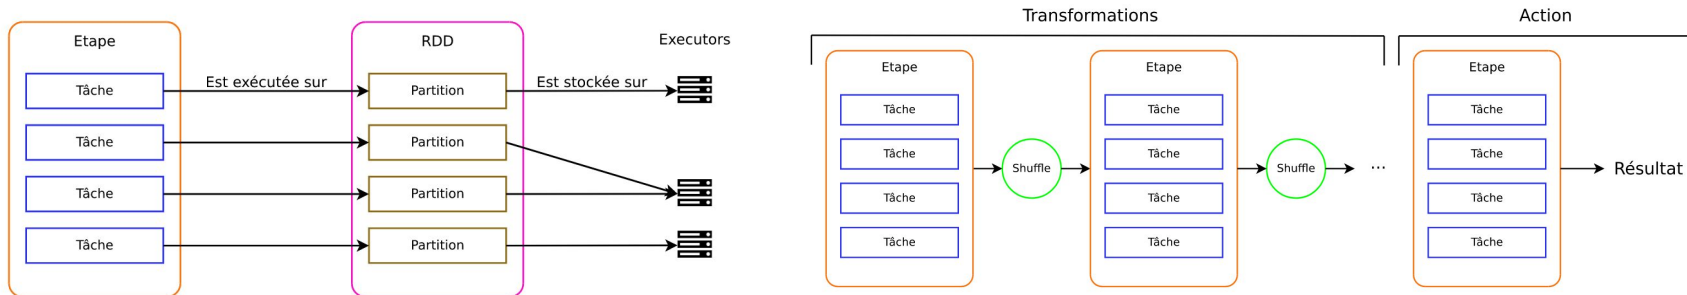 Etape
RDD
Executors
Tâche
Est exécutée sur
Partition
Est stockée sur
Tâche
Partition
Tâche
Partition
Tâche
Partition
Transformations
Action
Etape
Tâche
Tâche
Tâche
Tâche
Shuffle
Etape
Tâche
Tâche
Tâche
Tâche
Shuffle
...
Etape
Tâche
Tâche
Tâche
Tâche
Résultat